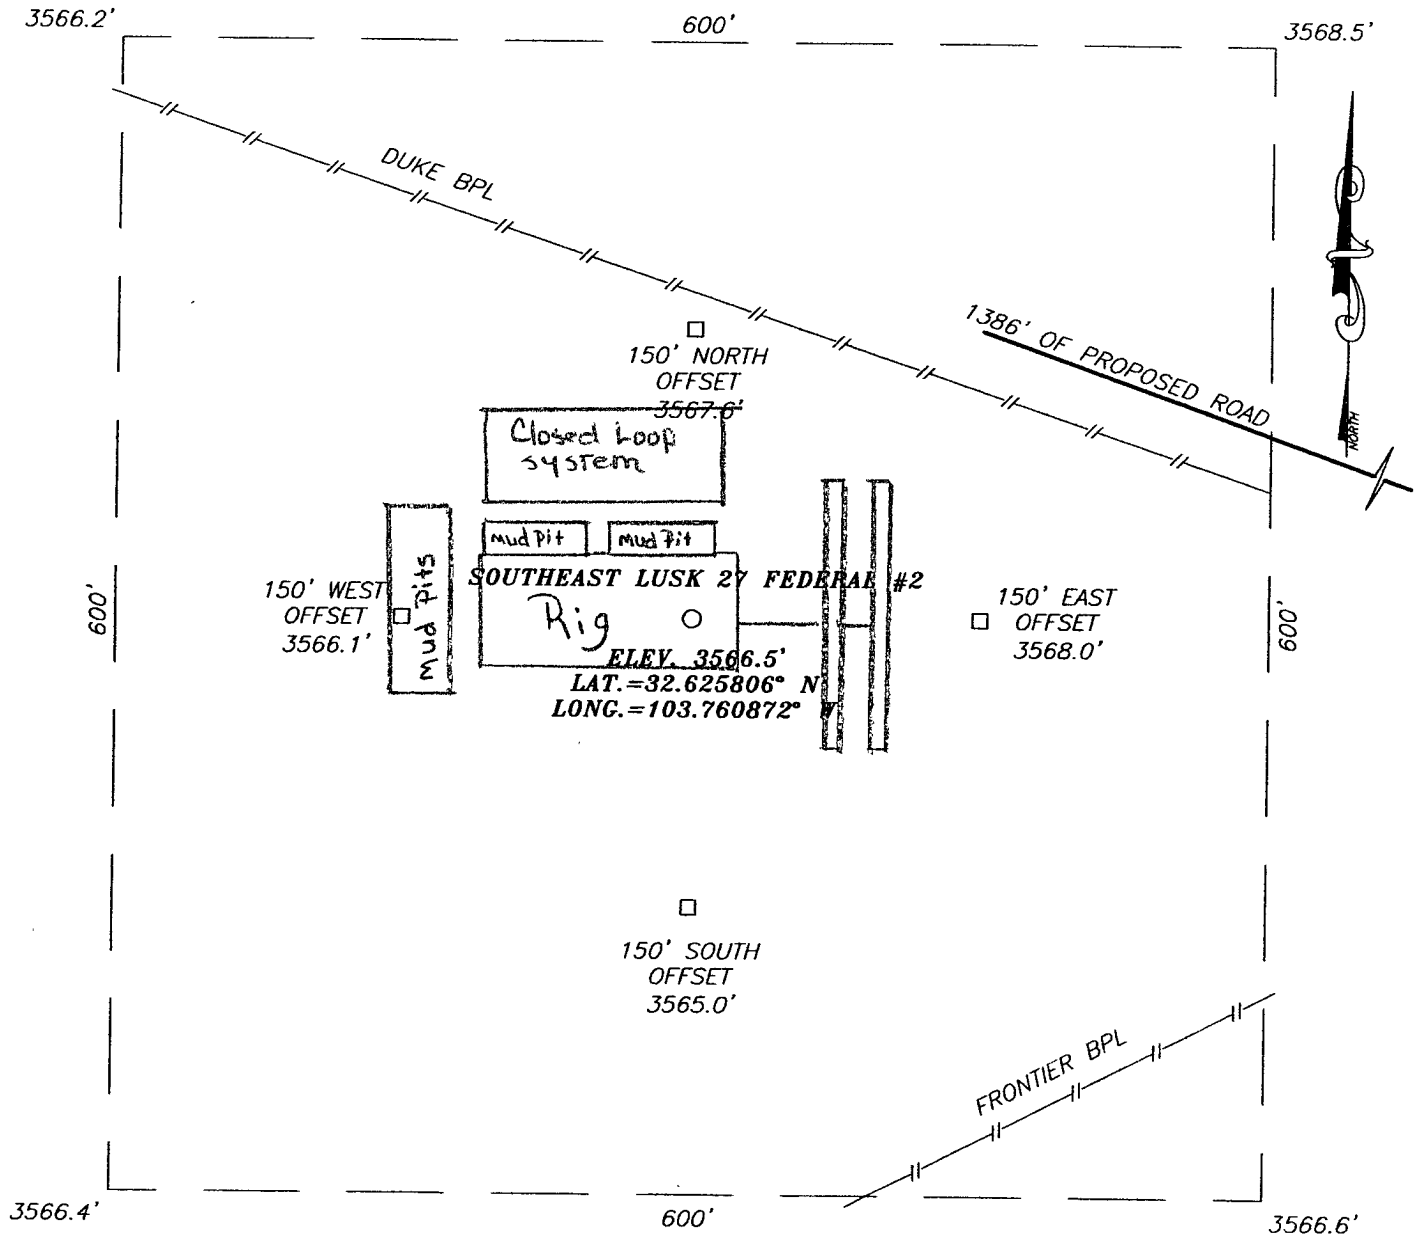 3566.2'
600'
3568.5'
DUKE BPL
1386' OF PROPOSED ROAD
NORTH
150' NORTH
OFFSET
3567.6'
Closed Loop
system
mud Pit
mud Pit
mud Pits
SOUTHEAST LUSK 27 FEDERAL #2
Rig
150' WEST
OFFSET
3566.1'
150' EAST
OFFSET
3568.0'
600'
600'
ELEV. 3566.5'
LAT.=32.625806° N
LONG.=103.760872° W
150' SOUTH
OFFSET
3565.0'
FRONTIER BPL
3566.4'
600'
3566.6'